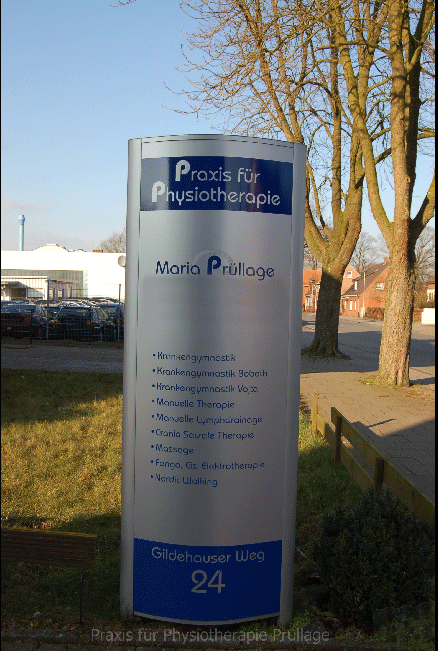 Praxis für
Physiotherapie
Maria Prüllage
• Krankengymnastik
• Krankengymnastik Bobath
• Krankengymnastik Vojta
• Manuelle Therapie
• Manuelle Lymphdrainage
• Cranio Sacrale Therapie
• Massage
• Fango, Eis, Elektrotherapie
• Nordic Walking
Gildehauser Weg
24
Praxis für Physiotherapie Prüllage